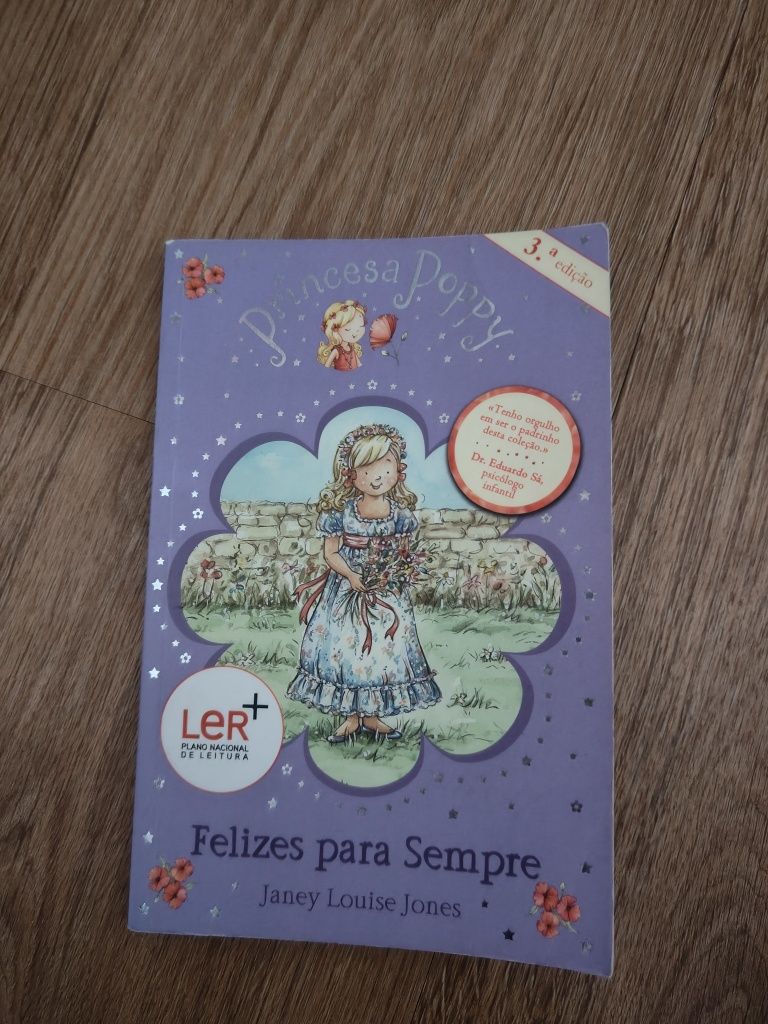 3.ª edição
Princesa Poppy
«Tenho orgulho
em ser o padrinho
desta coleção.»
Dr. Eduardo Sá,
psicólogo
infantil
LeR+
PLANO NACIONAL
DE LEITURA
Felizes para Sempre
Janey Louise Jones